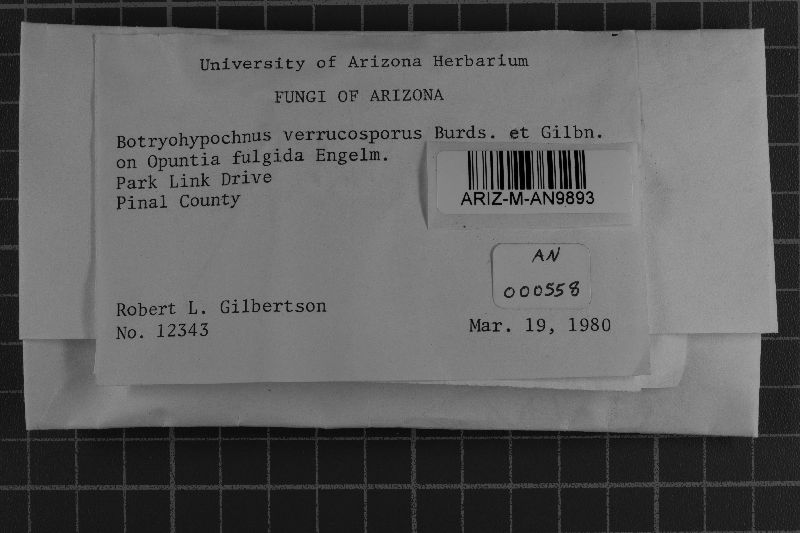 University of Arizona Herbarium
FUNGI OF ARIZONA
Botryohypochnus verrucosporus Burds. et Gilbn.
on Opuntia fulgida Engelm.
Park Link Drive
Pinal County
ARIZ-M-AN9893
AN
000558
Robert L. Gilbertson
No. 12343
Mar. 19, 1980